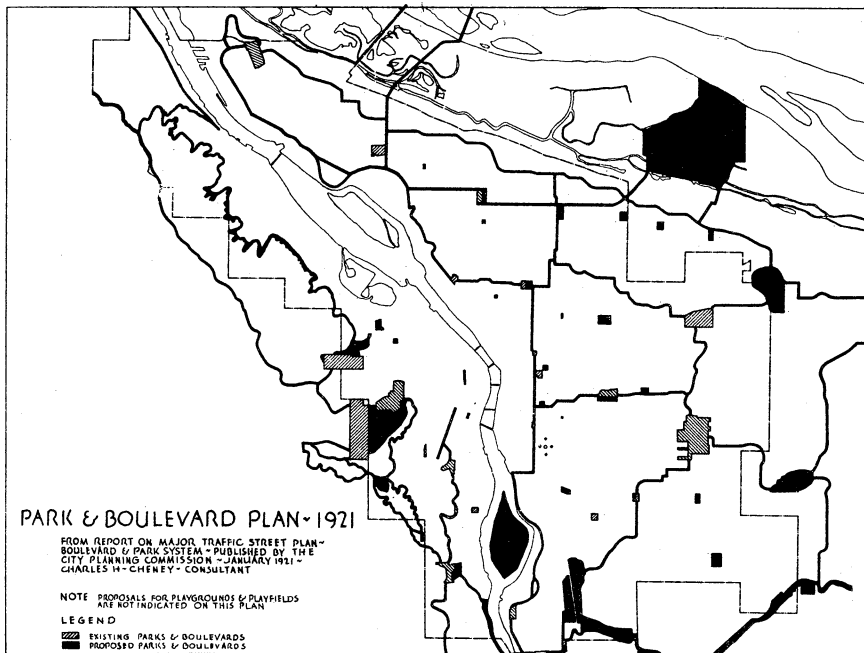 PARK & BOULEVARD PLAN ~ 1921
FROM REPORT ON MAJOR TRAFFIC STREET PLAN~
BOULEVARD & PARK SYSTEM ~ PUBLISHED BY THE
CITY PLANNING COMMISSION ~ JANUARY 1921 ~
CHARLES H ~ CHENEY ~ CONSULTANT
NOTE PROPOSALS FOR PLAYGROUNDS & PLAYFIELDS
ARE NOT INDICATED ON THIS PLAN
LEGEND
EXISTING PARKS & BOULEVARDS
PROPOSED PARKS & BOULEVARDS